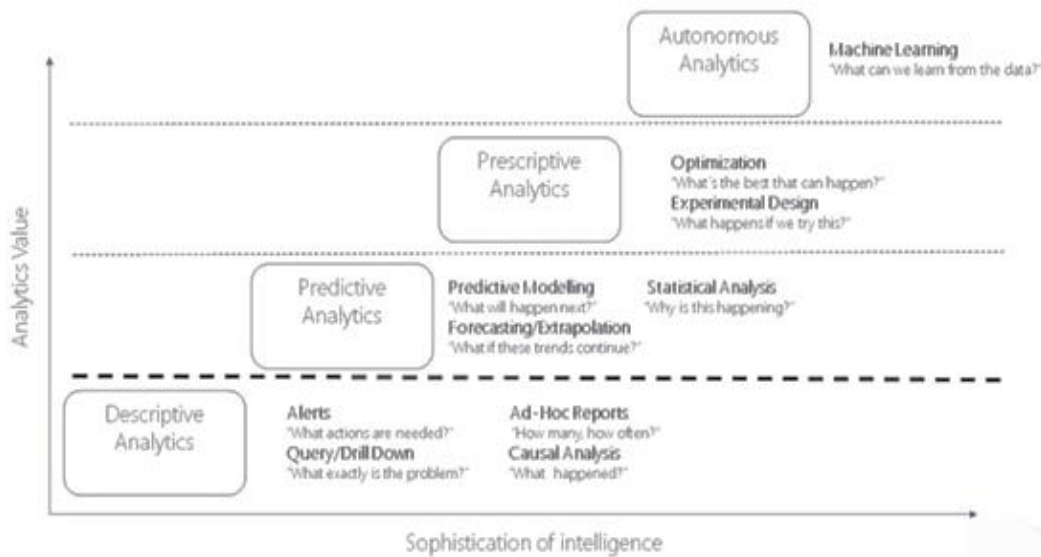 Autonomous
Analytics
Machine Learning
"What can we learn from the data?"
Prescriptive
Analytics
Optimization
"What's the best that can happen?"
Experimental Design
"What happens if we try this?"
Predictive
Analytics
Predictive Modelling
"What will happen next?"
Forecasting/Extrapolation
"What if these trends continue?"
Statistical Analysis
"Why is this happening?"
Descriptive
Analytics
Alerts
"What actions are needed?"
Query/Drill Down
"What exactly is the problem?"
Ad-Hoc Reports
"How many, how often?"
Causal Analysis
"What happened?"
Analytics Value
Sophistication of intelligence